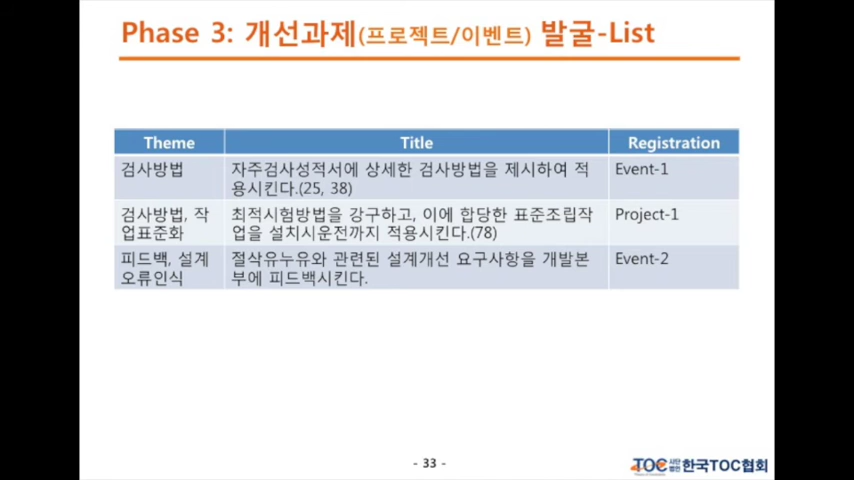 Phase 3: 개선과제(프로젝트/이벤트) 발굴-List
Theme Title Registration
검사방법 자주검사성적서에 상세한 검사방법을 제시하여 적 Event-1
용시킨다.(25, 38)
검사방법, 작 최적시험방법을 강구하고, 이에 합당한 표준조립작 Project-1
업표준화 업을 설치시운전까지 적용시킨다.(78)
피드백, 설계 절삭유누유와 관련된 설계개선 요구사항을 개발본 Event-2
오류인식 부에 피드백시킨다.
- 33 -
TOC 사단법인 한국TOC협회